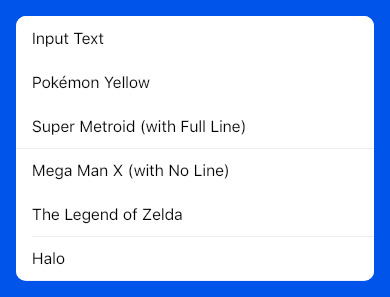 Input Text
Pokémon Yellow
Super Metroid (with Full Line)
Mega Man X (with No Line)
The Legend of Zelda
Halo